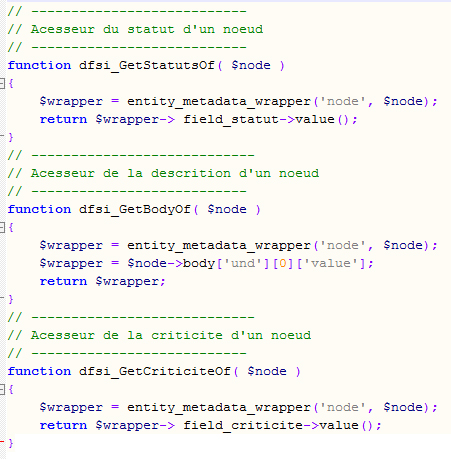 // ---------------------------
// Acesseur du statut d'un noeud
// ---------------------------
function dfsi_GetStatutsOf( $node )
{
    $wrapper = entity_metadata_wrapper('node', $node);
    return $wrapper-> field_statut->value();
}
// ----------------------------
// Acesseur de la descrition d'un noeud
// ---------------------------
function dfsi_GetBodyOf( $node )
{
    $wrapper = entity_metadata_wrapper('node', $node);
    $wrapper = $node->body['und'][0]['value'];
    return $wrapper;
}
// ----------------------------
// Acesseur de la criticite d'un noeud
// ---------------------------
function dfsi_GetCriticiteOf( $node )
{
    $wrapper = entity_metadata_wrapper('node', $node);
    return $wrapper-> field_criticite->value();
}